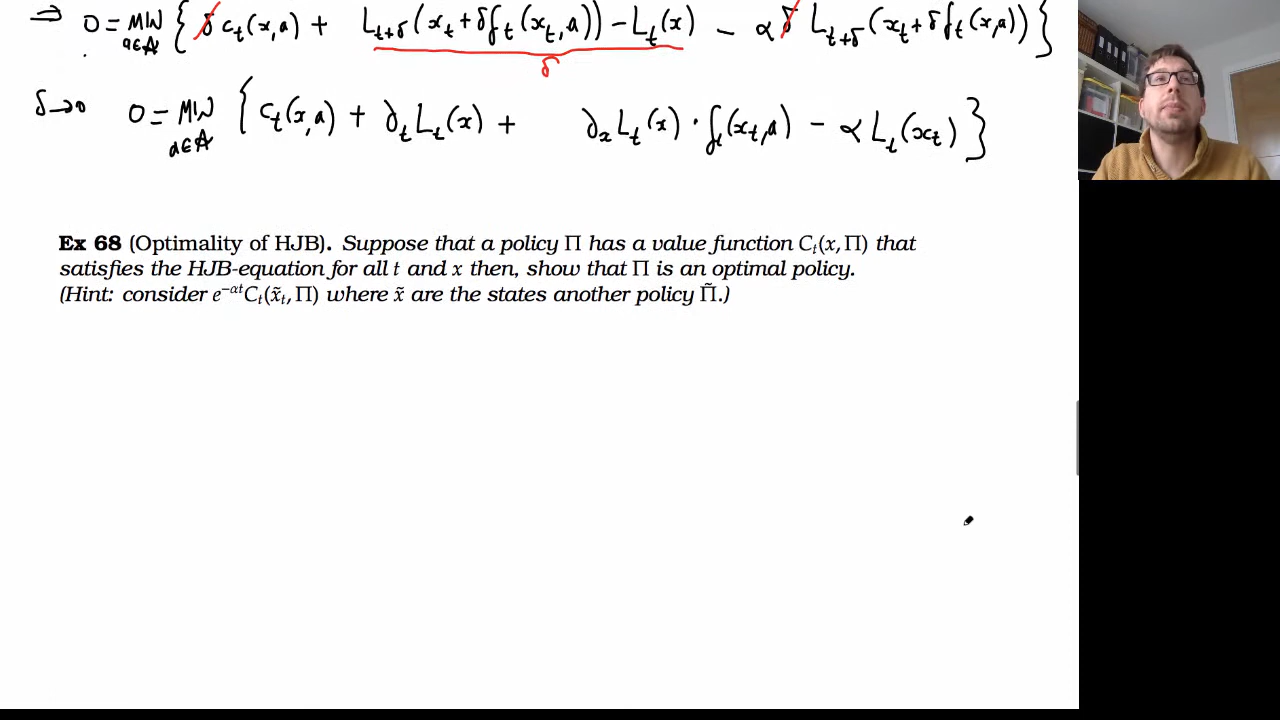 ⇒ 0 = MIN a∈A { δ c_t(x,a) + L_{t+δ}(x_t + δf_t(x_t,a)) − L_t(x) / δ − αδ L_{t+δ}(x_t + δf_t(x,a)) }
δ→0 0 = MIN a∈A { c_t(x,a) + ∂_t L_t(x) + ∂_x L_t(x) · f_t(x_t,a) − α L_t(x_t) }
Ex 68 (Optimality of HJB). Suppose that a policy Π has a value function C_t(x, Π) that
satisfies the HJB-equation for all t and x then, show that Π is an optimal policy.
(Hint: consider e^{−αt}C_t(x̃_t, Π) where x̃ are the states another policy Π̃.)